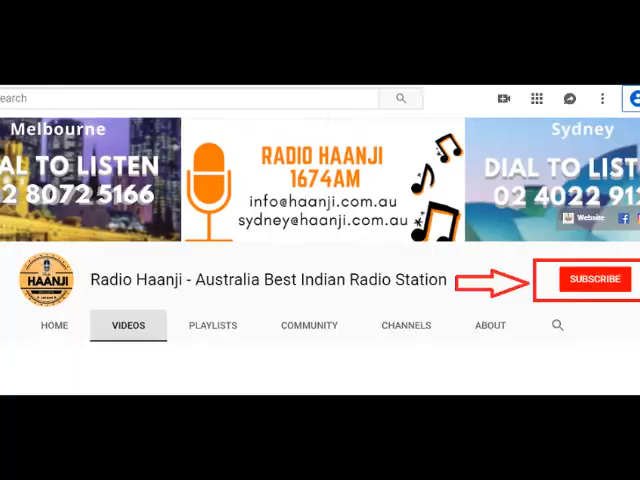 earch
Melbourne
AL TO LISTEN
2 8072 5166
RADIO HAANJI
1674AM
info@haanji.com.au
sydney@haanji.com.au
Sydney
DIAL TO LIST
02 4022 912
Website
HAANJI
Radio Haanji - Australia Best Indian Radio Station
SUBSCRIBE
HOME
VIDEOS
PLAYLISTS
COMMUNITY
CHANNELS
ABOUT